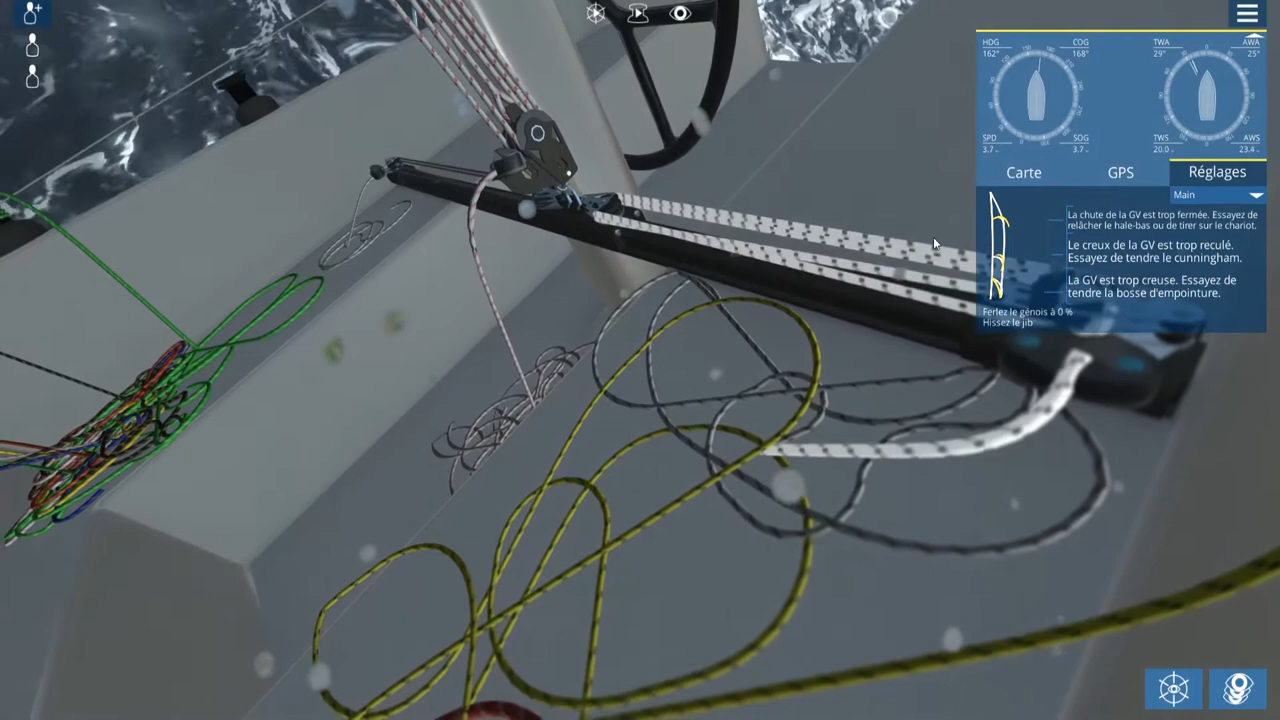 HDG COG TWA AWA
162° 168° 29° 25°
SPD SOG TWS AWS
3.7 3.7 20.0 23.4
Carte GPS Réglages
Main
La chute de la GV est trop fermée. Essayez de
relâcher le hale-bas ou de tirer sur le chariot.
Le creux de la GV est trop reculé.
Essayez de tendre le cunningham.
La GV est trop creuse. Essayez de
tendre la bosse d'empointure.
Ferlez le génois à 0 %
Hissez le jib